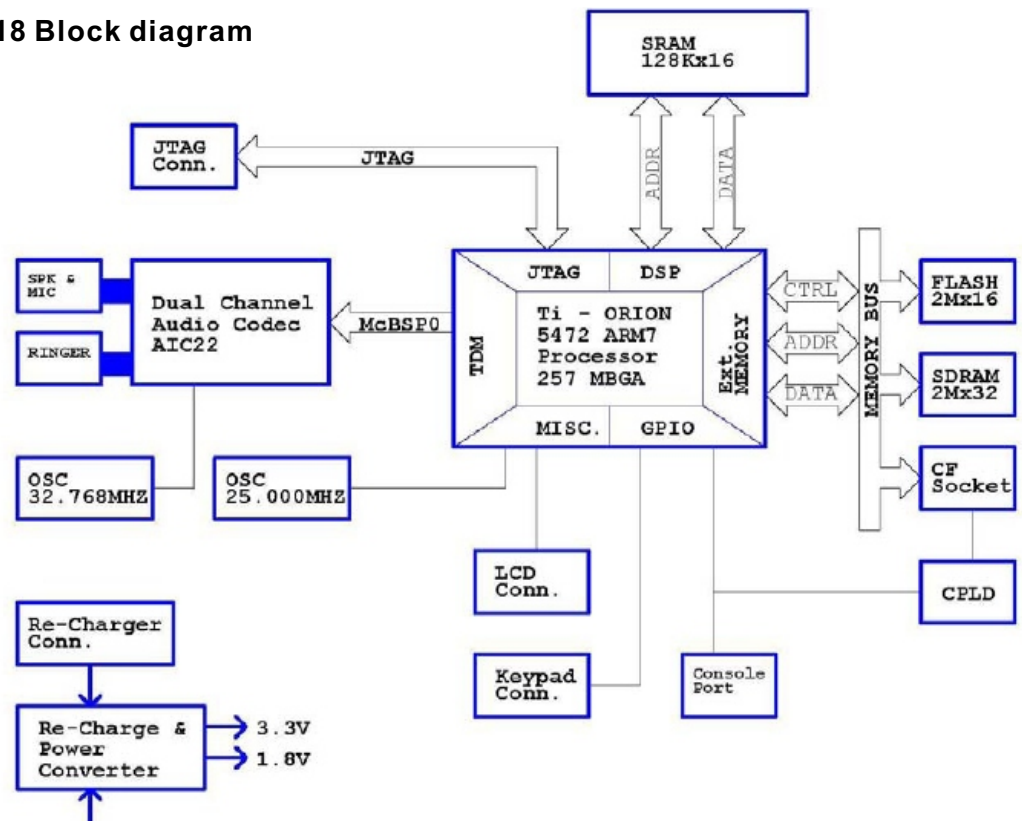 18 Block diagram
SRAM
128Kx16
JTAG
Conn.
JTAG
ADDR
DATA
SPK &
MIC
RINGER
Dual Channel
Audio Codec
AIC22
McBSP0
JTAG
DSP
TDM
Ti - ORION
5472 ARM7
Processor
257 MBGA
Ext.
MEMORY
MISC.
GPIO
CTRL
ADDR
DATA
MEMORY BUS
FLASH
2Mx16
SDRAM
2Mx32
CF
Socket
OSC
32.768MHZ
OSC
25.000MHZ
LCD
Conn.
CPLD
Re-Charger
Conn.
Keypad
Conn.
Console
Port
Re-Charge &
Power
Converter
3.3V
1.8V